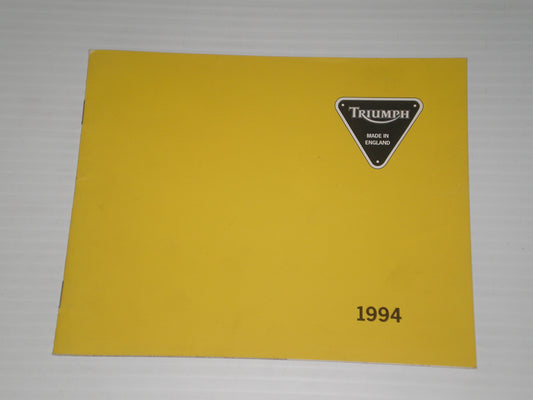 TRIUMPH
MADE IN
ENGLAND
1994